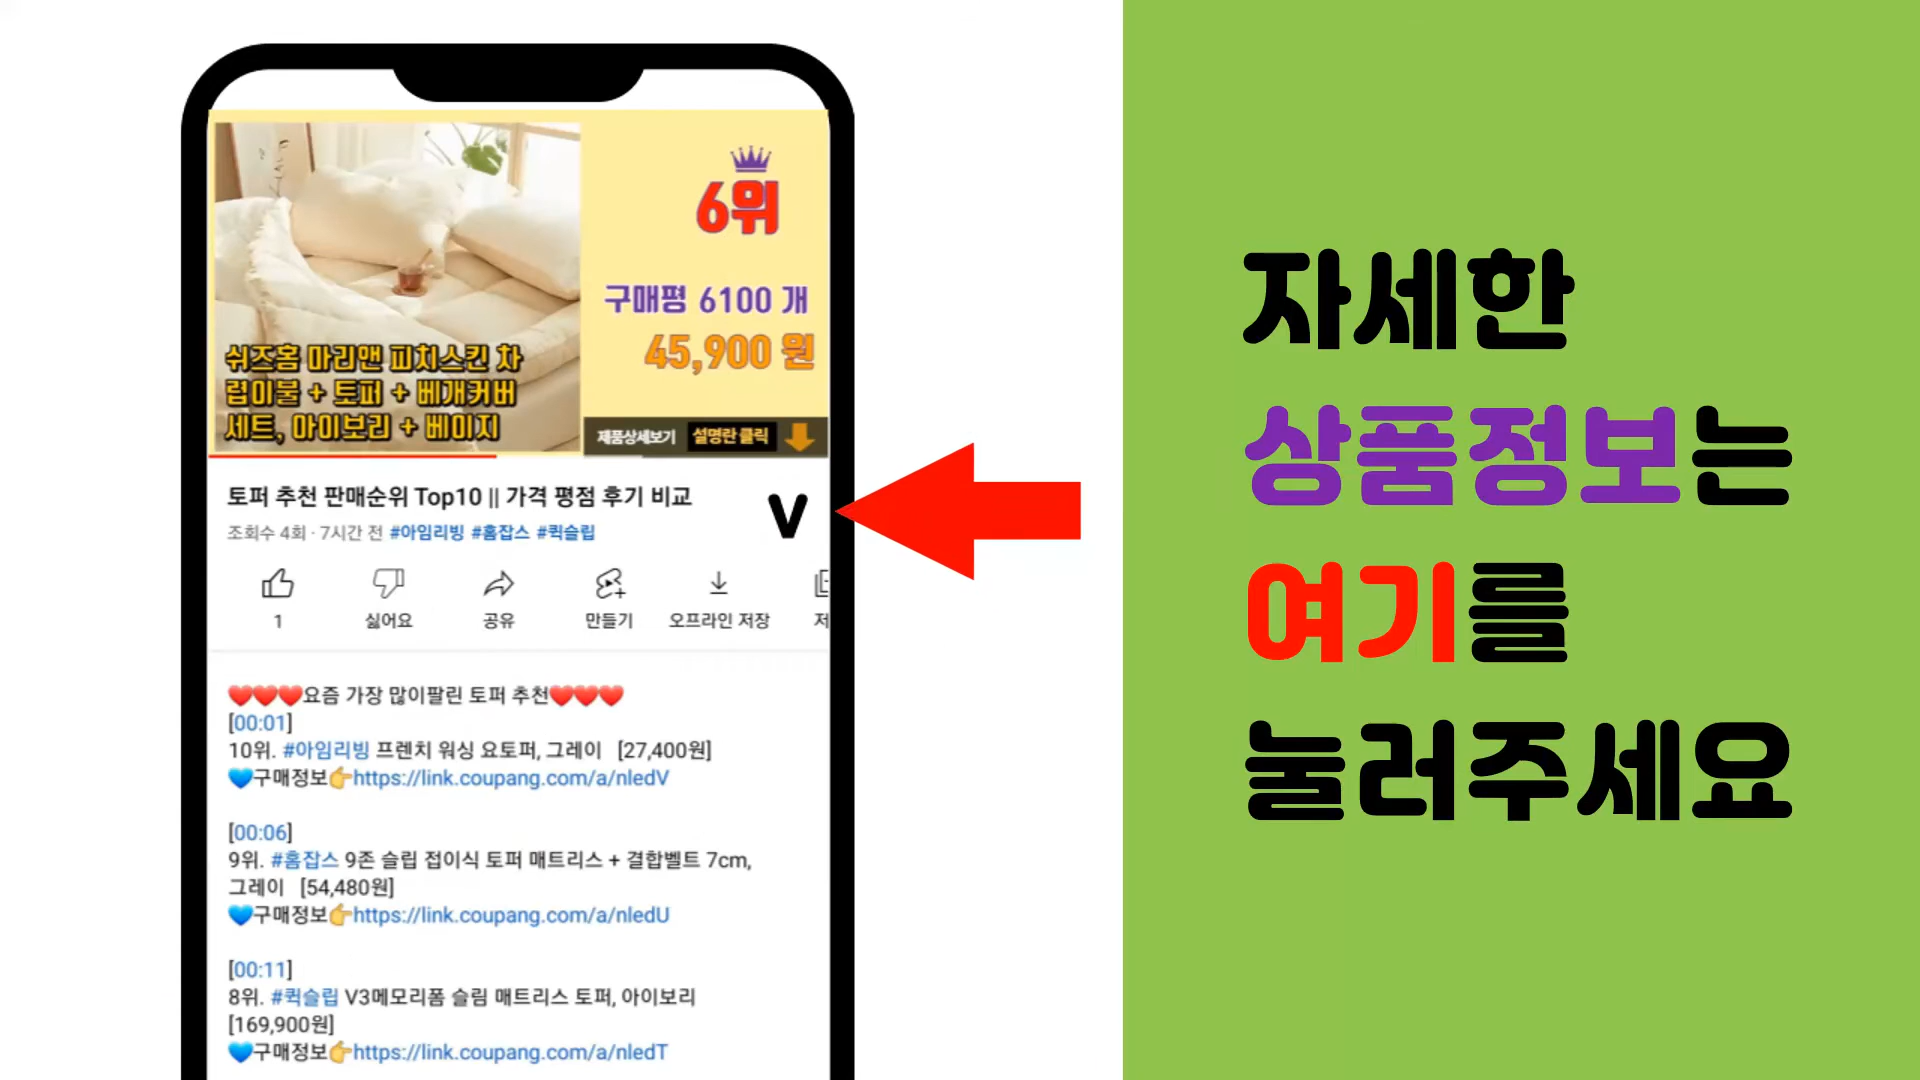 6위
구매평 6100 개
45,900 원
쉬즈홈 마리앤 피치스킨 차
렵이불 + 토퍼 + 베개커버
세트, 아이보리 + 베이지
제품상세보기 설명란 클릭
토퍼 추천 판매순위 Top10 || 가격 평점 후기 비교
V
조회수 4회 · 7시간 전 #아임리빙 #홈잡스 #퀵슬립
1 싫어요 공유 만들기 오프라인 저장 저
❤️❤️❤️요즘 가장 많이팔린 토퍼 추천❤️❤️❤️
[00:01]
10위. #아임리빙 프렌치 워싱 요토퍼, 그레이 [27,400원]
💙구매정보👉https://link.coupang.com/a/nledV
[00:06]
9위. #홈잡스 9존 슬립 접이식 토퍼 매트리스 + 결합벨트 7cm,
그레이 [54,480원]
💙구매정보👉https://link.coupang.com/a/nledU
[00:11]
8위. #퀵슬립 V3메모리폼 슬림 매트리스 토퍼, 아이보리
[169,900원]
💙구매정보👉https://link.coupang.com/a/nledT
자세한
상품정보는
여기를
눌러주세요